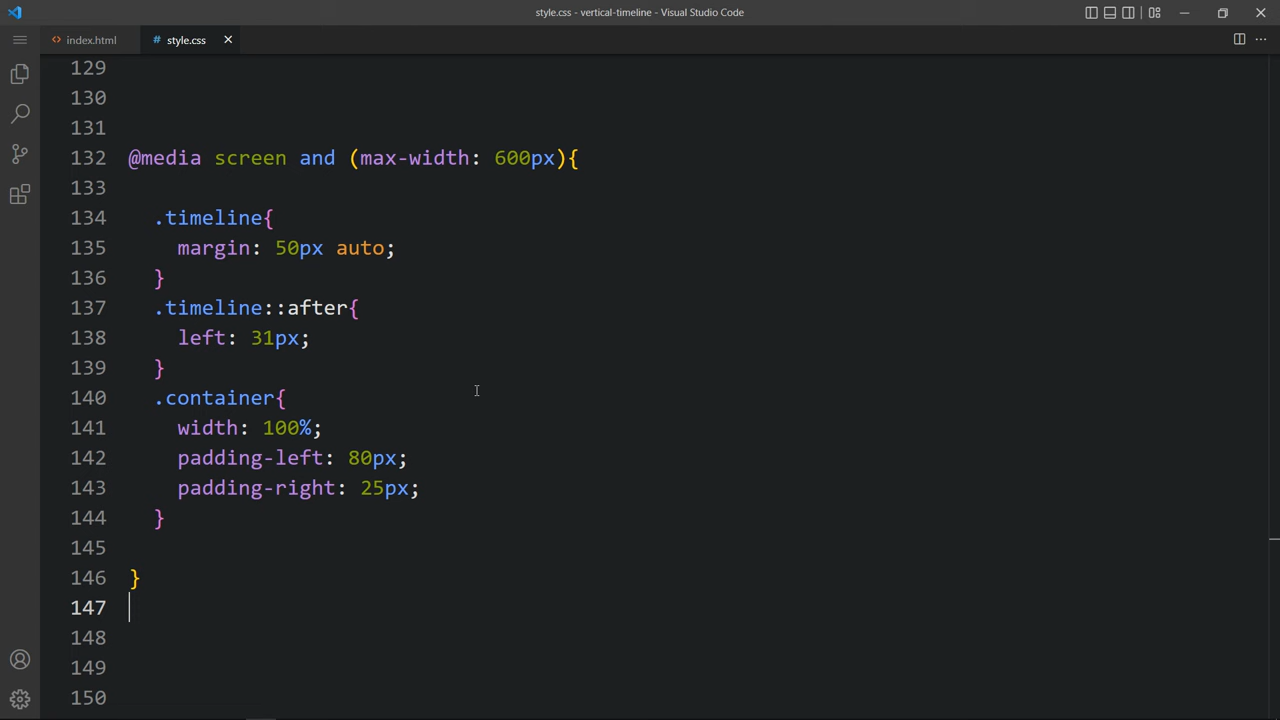 style.css - vertical-timeline - Visual Studio Code
index.html
# style.css
129
130
131
132 @media screen and (max-width: 600px){
133
134 .timeline{
135 margin: 50px auto;
136 }
137 .timeline::after{
138 left: 31px;
139 }
140 .container{
141 width: 100%;
142 padding-left: 80px;
143 padding-right: 25px;
144 }
145
146 }
147
148
149
150